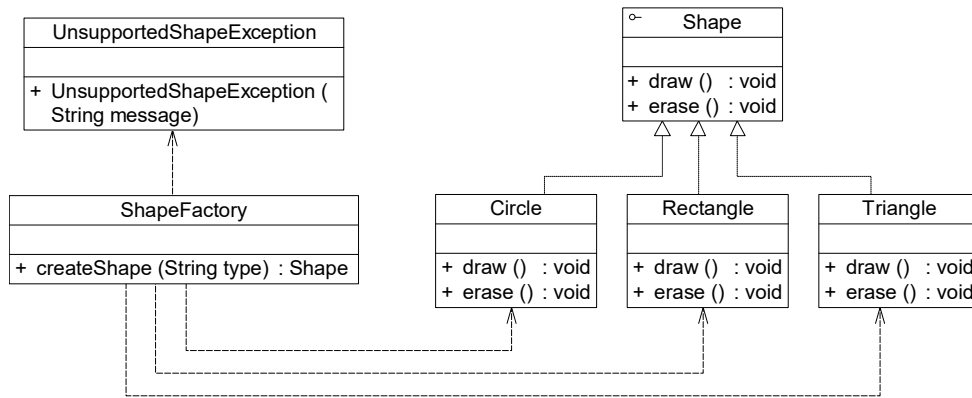 UnsupportedShapeException
+ UnsupportedShapeException (
String message)
Shape
+ draw () : void
+ erase () : void
ShapeFactory
+ createShape (String type) : Shape
Circle
+ draw () : void
+ erase () : void
Rectangle
+ draw () : void
+ erase () : void
Triangle
+ draw () : void
+ erase () : void